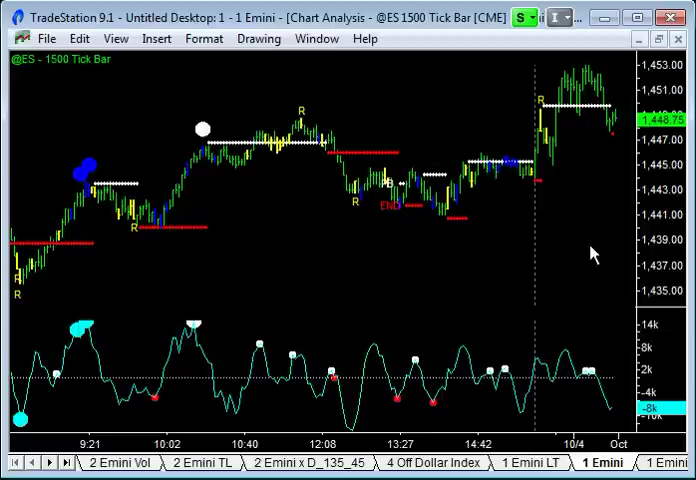 TradeStation 9.1 - Untitled Desktop: 1 - 1 Emini - [Chart Analysis - @ES 1500 Tick Bar [CME]
S
I
File Edit View Insert Format Drawing Window Help
@ES - 1500 Tick Bar
1,453.00
1,451.00
1,448.75
1,447.00
1,445.00
1,443.00
1,441.00
1,439.00
1,437.00
1,435.00
R
R
R
R
R
R
END
14k
8k
2k
-4k
-8k
9:21 10:02 10:40 12:08 13:27 14:42 10/4 Oct
2 Emini Vol 2 Emini TL 2 Emini x D_135_45 4 Off Dollar Index 1 Emini LT 1 Emini 1 Emini